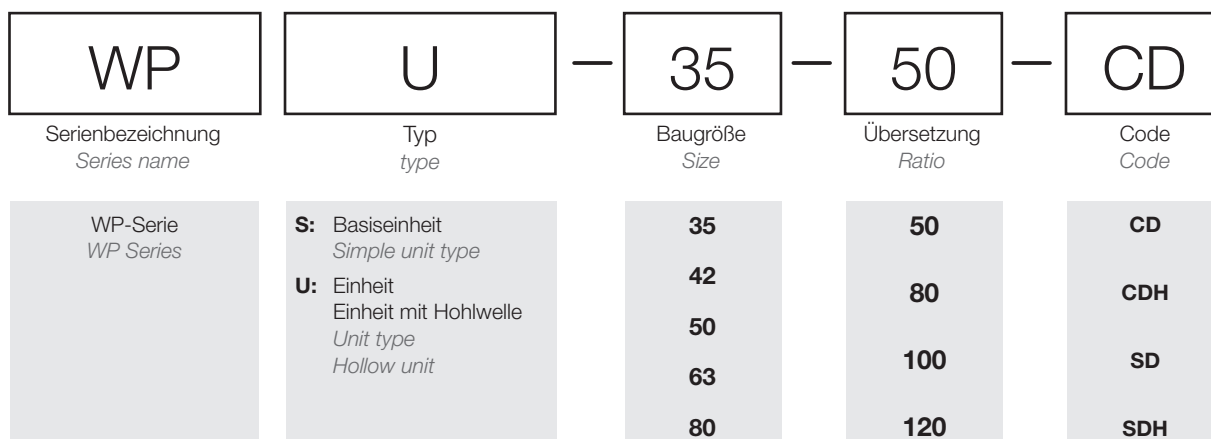 WP U — 35 — 50 — CD
Serienbezeichnung
Series name
Typ
type
Baugröße
Size
Übersetzung
Ratio
Code
Code
WP-Serie
WP Series
S: Basiseinheit
Simple unit type
U: Einheit
Einheit mit Hohlwelle
Unit type
Hollow unit
35
42
50
63
80
50
80
100
120
CD
CDH
SD
SDH